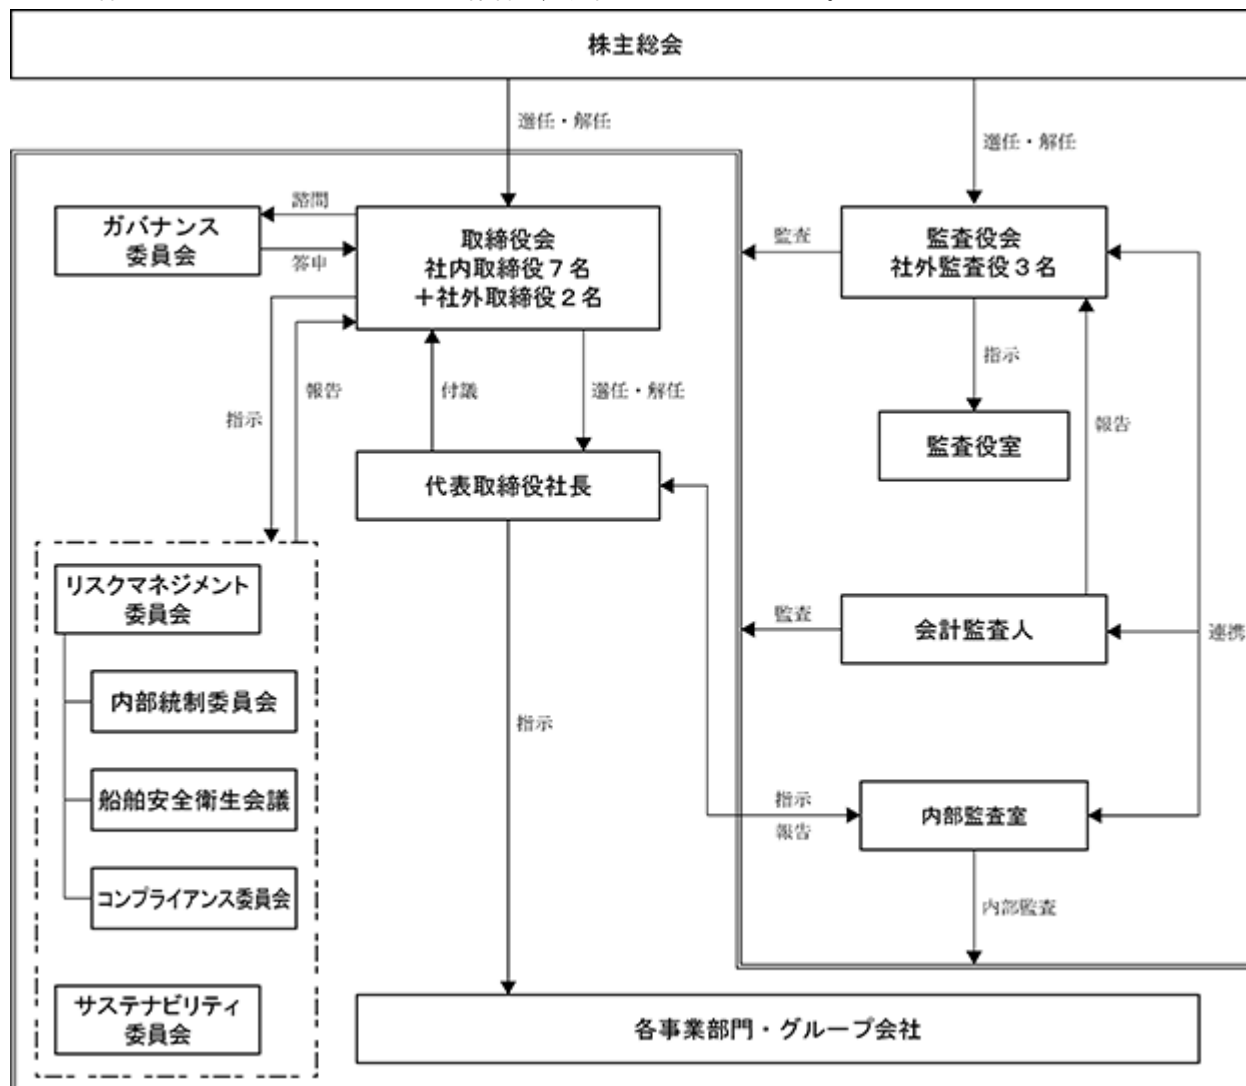 株主総会
選任・解任
選任・解任
ガバナンス
委員会
諮問
答申
取締役会
社内取締役７名
＋社外取締役２名
監査
監査役会
社外監査役３名
指示
報告
付議
選任・解任
指示
監査役室
報告
代表取締役社長
リスクマネジメント
委員会
監査
会計監査人
連携
内部統制委員会
指示
船舶安全衛生会議
指示
報告
内部監査室
コンプライアンス委員会
内部監査
サステナビリティ
委員会
各事業部門・グループ会社